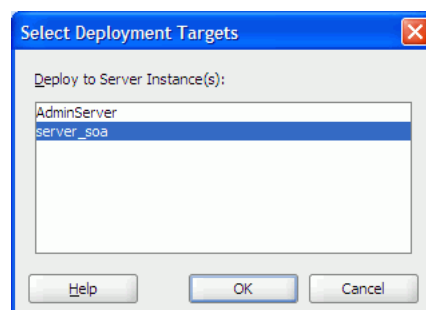 Select Deployment Targets
Deploy to Server Instance(s):
AdminServer
server_soa
Help
OK
Cancel